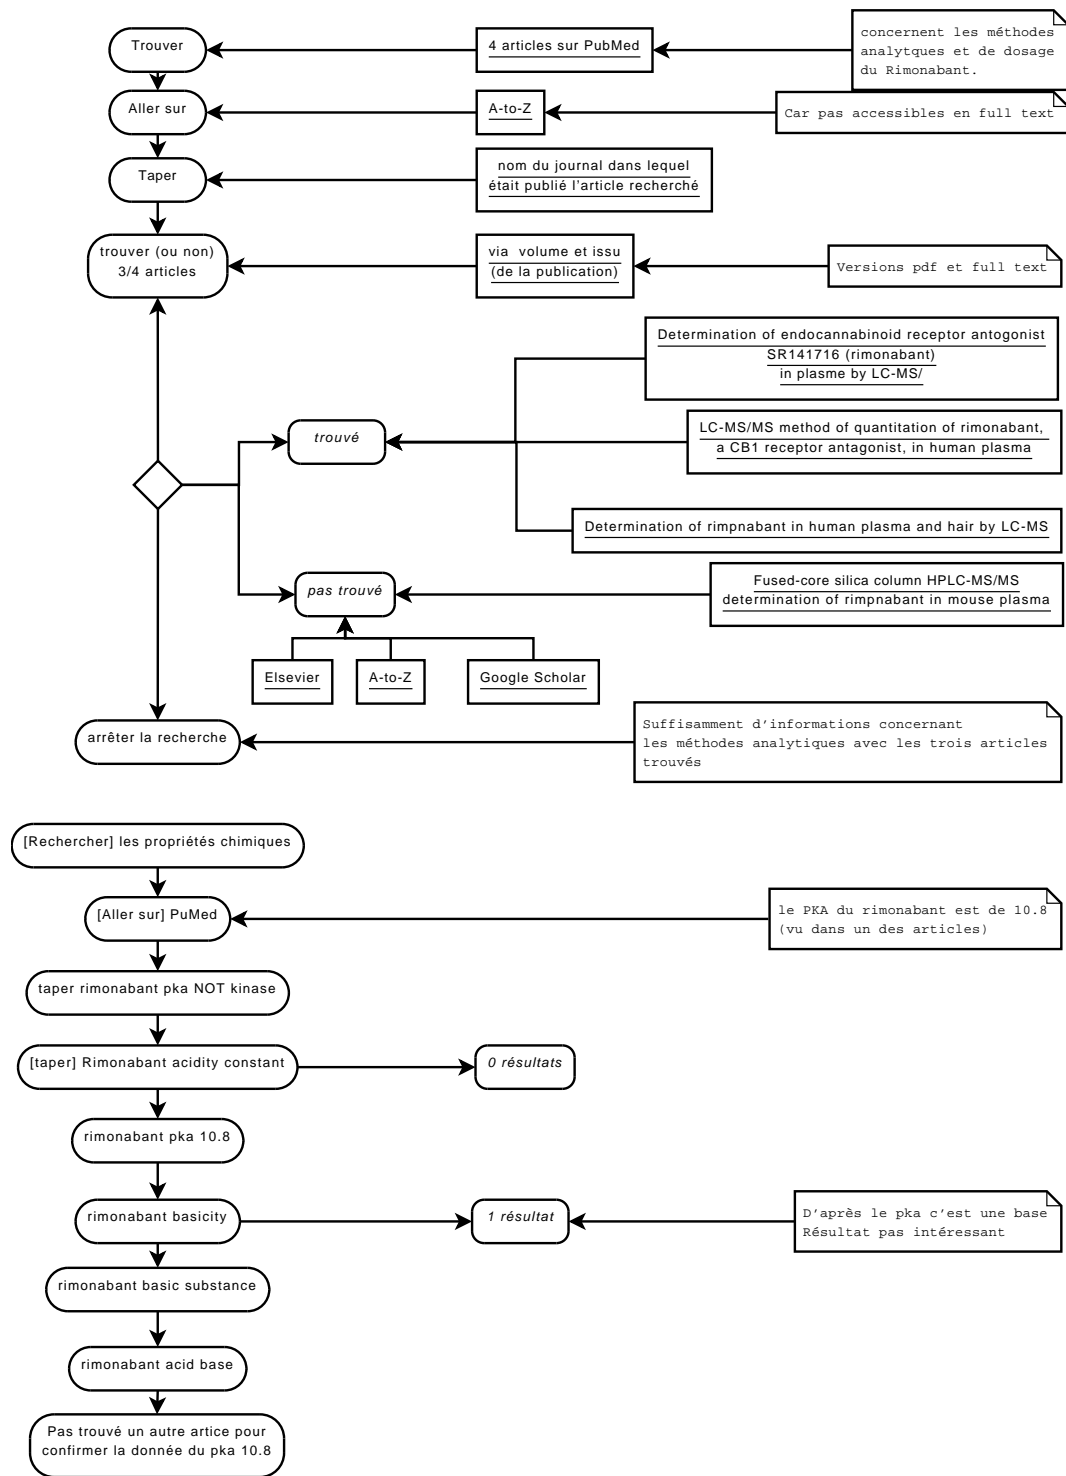 Trouver
4 articles sur PubMed
concernent les méthodes
analytques et de dosage
du Rimonabant.
Aller sur
A-to-Z
Car pas accessibles en full text
Taper
nom du journal dans lequel
était publié l'article recherché
trouver (ou non)
3/4 articles
via volume et issu
(de la publication)
Versions pdf et full text
Determination of endocannabinoid receptor antogonist
SR141716 (rimonabant)
in plasme by LC-MS/
trouvé
LC-MS/MS method of quantitation of rimonabant,
a CB1 receptor antagonist, in human plasma
Determination of rimpnabant in human plasma and hair by LC-MS
pas trouvé
Fused-core silica column HPLC-MS/MS
determination of rimpnabant in mouse plasma
Elsevier
A-to-Z
Google Scholar
arrêter la recherche
Suffisamment d'informations concernant
les méthodes analytiques avec les trois articles
trouvés
[Rechercher] les propriétés chimiques
[Aller sur] PuMed
le PKA du rimonabant est de 10.8
(vu dans un des articles)
taper rimonabant pka NOT kinase
[taper] Rimonabant acidity constant
0 résultats
rimonabant pka 10.8
rimonabant basicity
1 résultat
D'après le pka c'est une base
Résultat pas intéressant
rimonabant basic substance
rimonabant acid base
Pas trouvé un autre artice pour
confirmer la donnée du pka 10.8